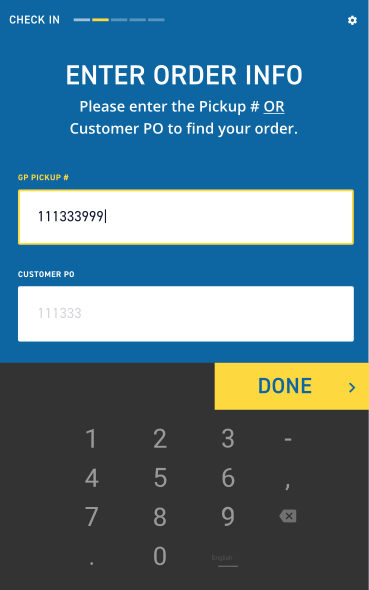 CHECK IN
ENTER ORDER INFO
Please enter the Pickup # OR
Customer PO to find your order.
GP PICKUP #
111333999
CUSTOMER PO
111333
DONE
1 2 3 -
4 5 6 ,
7 8 9
. 0 English